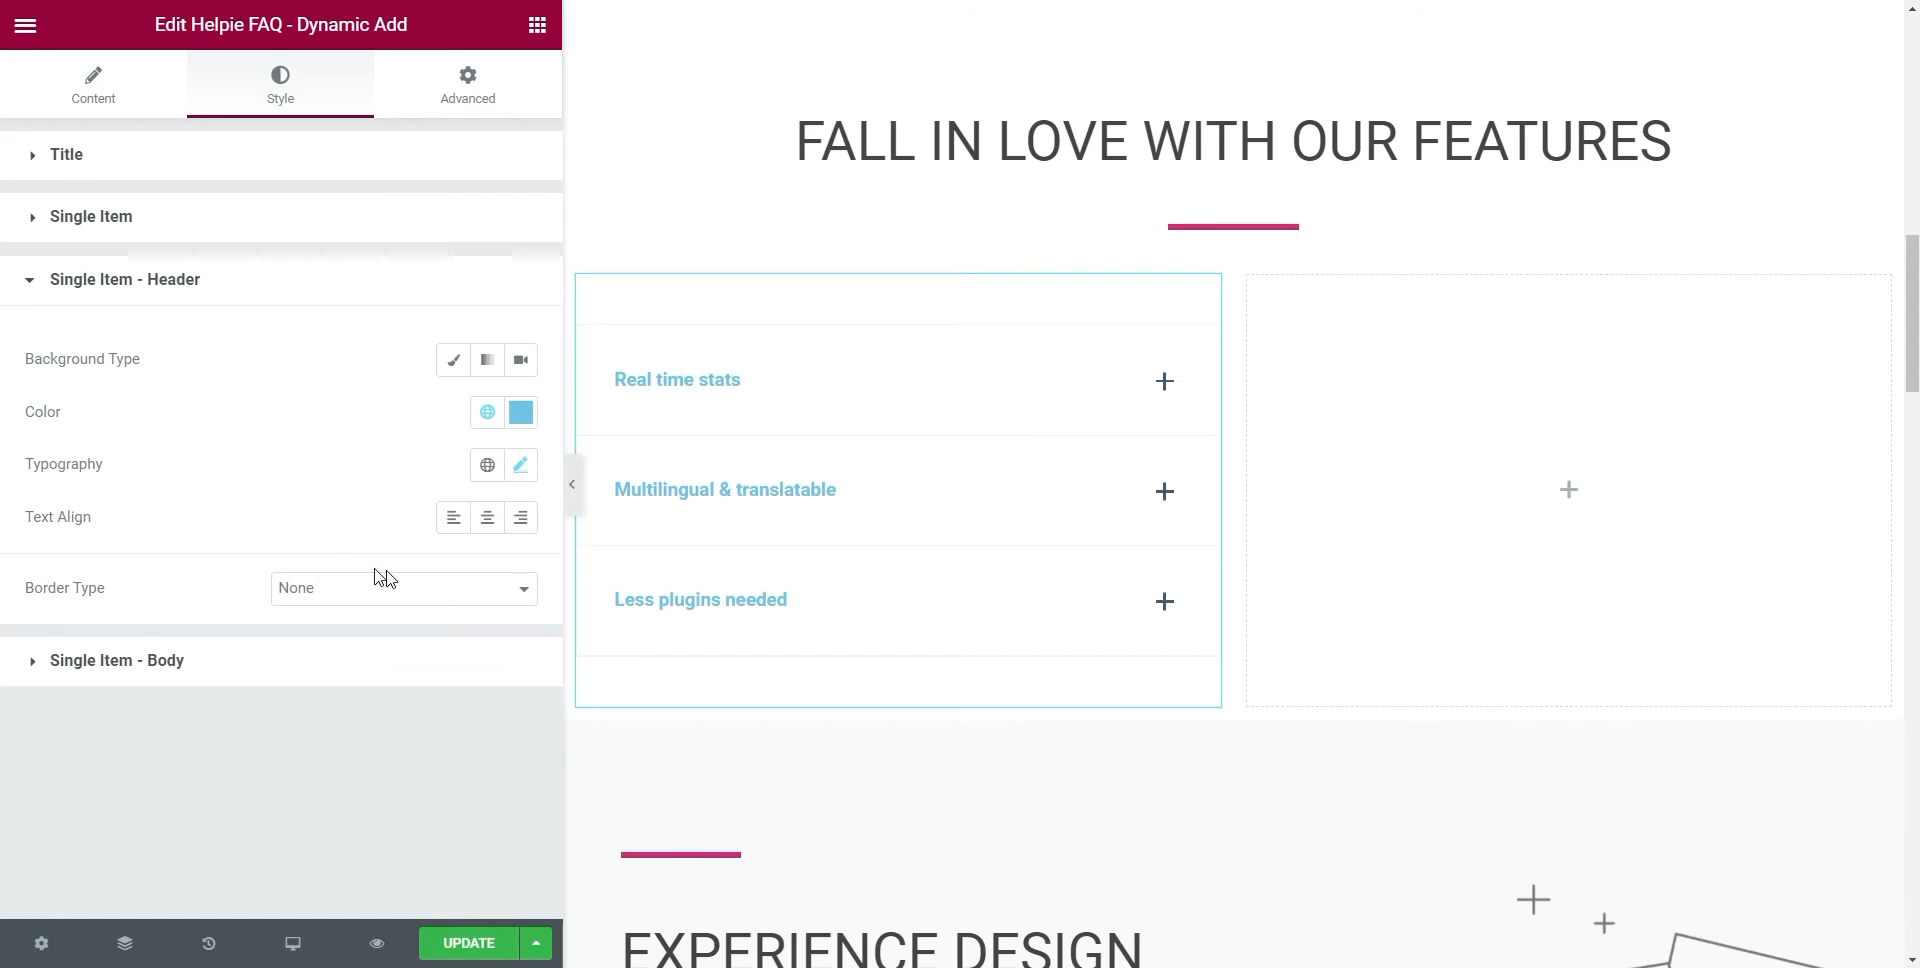 Edit Helpie FAQ - Dynamic Add
Content
Style
Advanced
Title
Single Item
Single Item - Header
Background Type
Color
Typography
Text Align
Border Type
None
Single Item - Body
UPDATE
FALL IN LOVE WITH OUR FEATURES
Real time stats
Multilingual & translatable
Less plugins needed
EXPERIENCE DESIGN